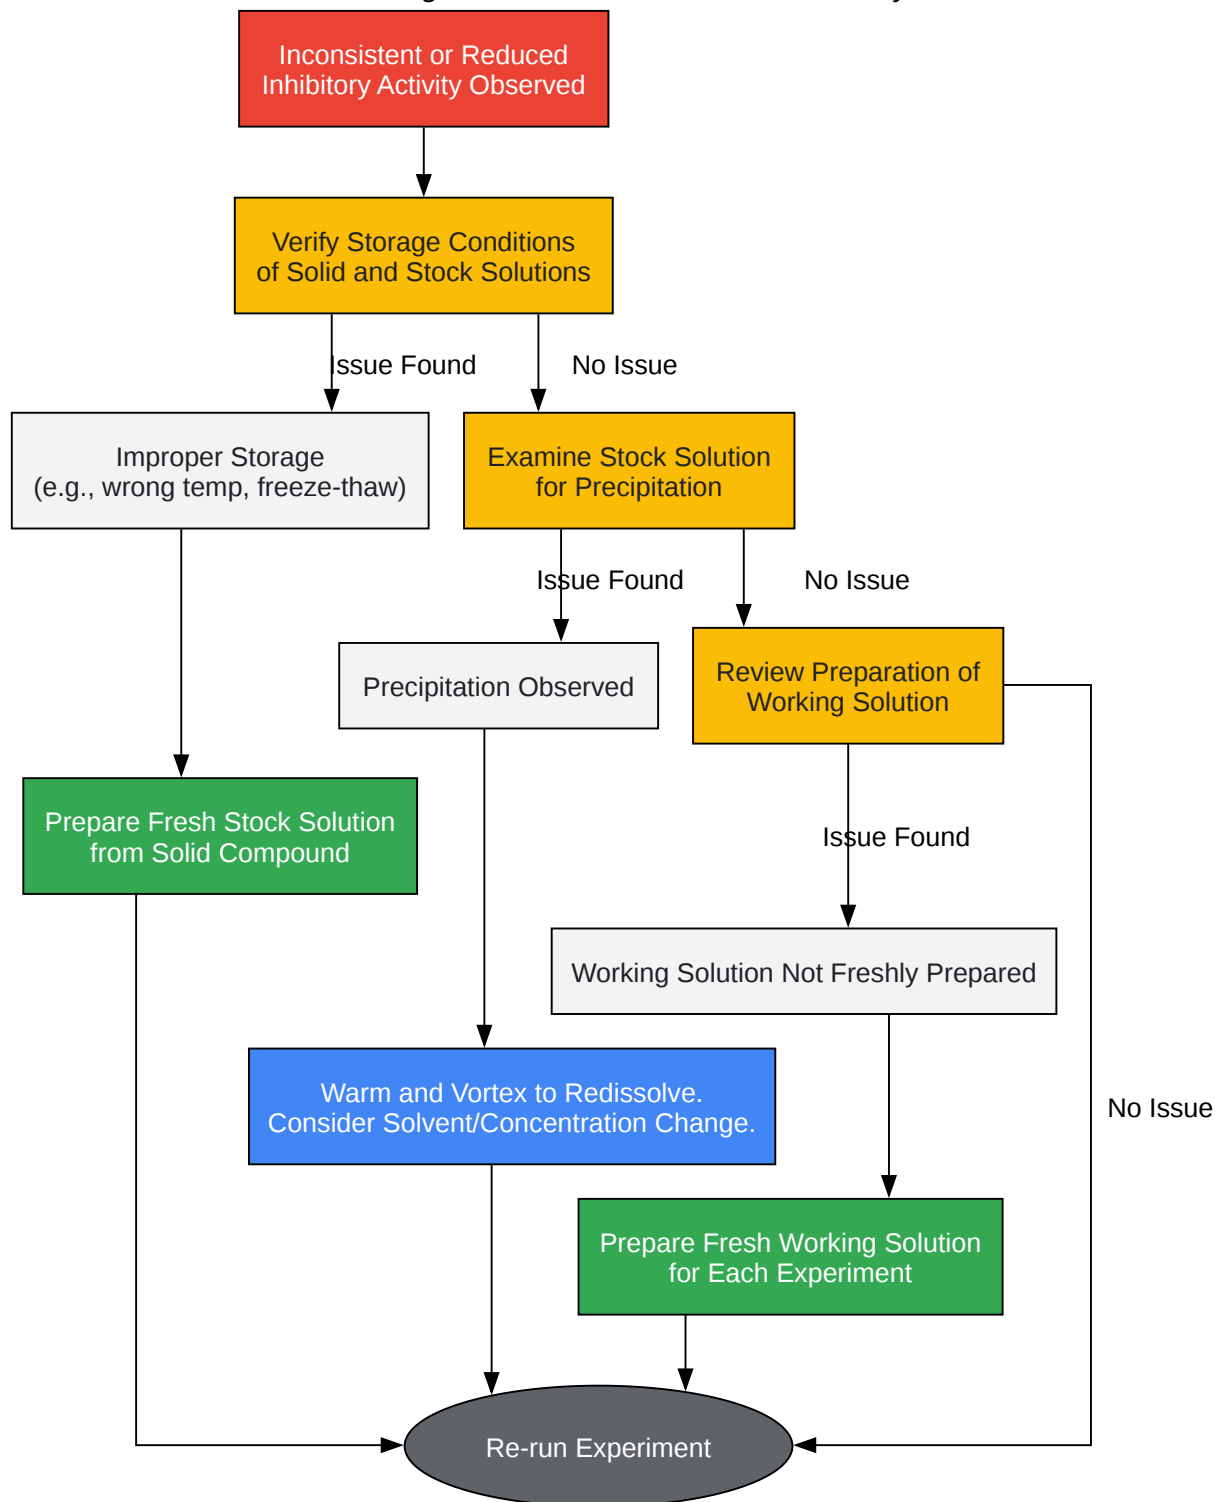 Inconsistent or Reduced
Inhibitory Activity Observed
Verify Storage Conditions
of Solid and Stock Solutions
Issue Found
No Issue
Improper Storage
(e.g., wrong temp, freeze-thaw)
Examine Stock Solution
for Precipitation
Issue Found
No Issue
Precipitation Observed
Review Preparation of
Working Solution
Prepare Fresh Stock Solution
from Solid Compound
Issue Found
Working Solution Not Freshly Prepared
Warm and Vortex to Redissolve.
Consider Solvent/Concentration Change.
No Issue
Prepare Fresh Working Solution
for Each Experiment
Re-run Experiment